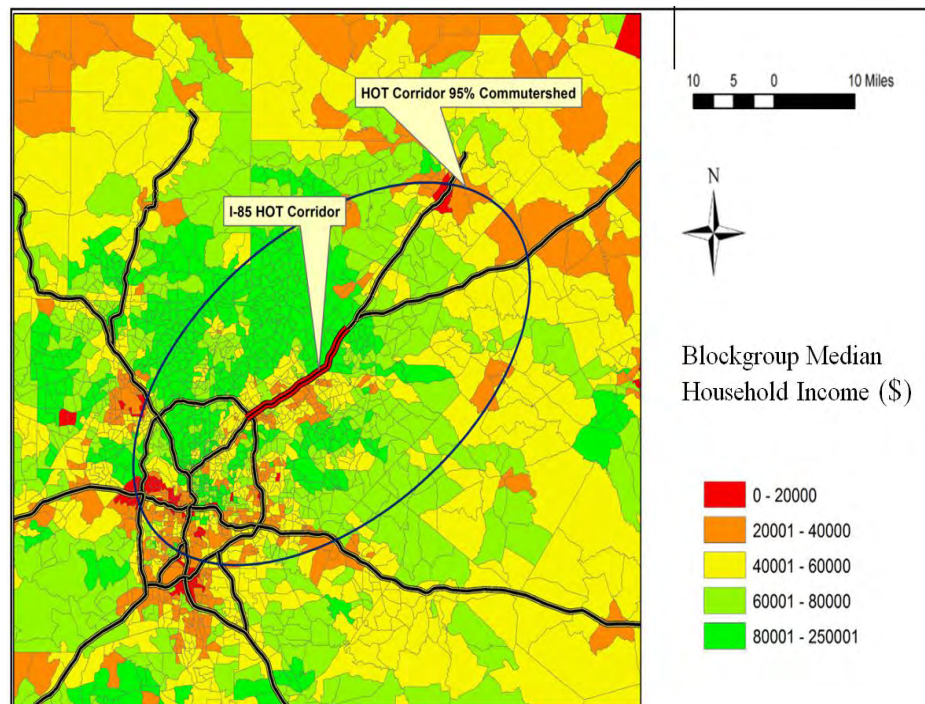 HOT Corridor 95% Commutershed
I-85 HOT Corridor
10 5 0 10 Miles
N
Blockgroup Median
Household Income ($)
0 - 20000
20001 - 40000
40001 - 60000
60001 - 80000
80001 - 250001